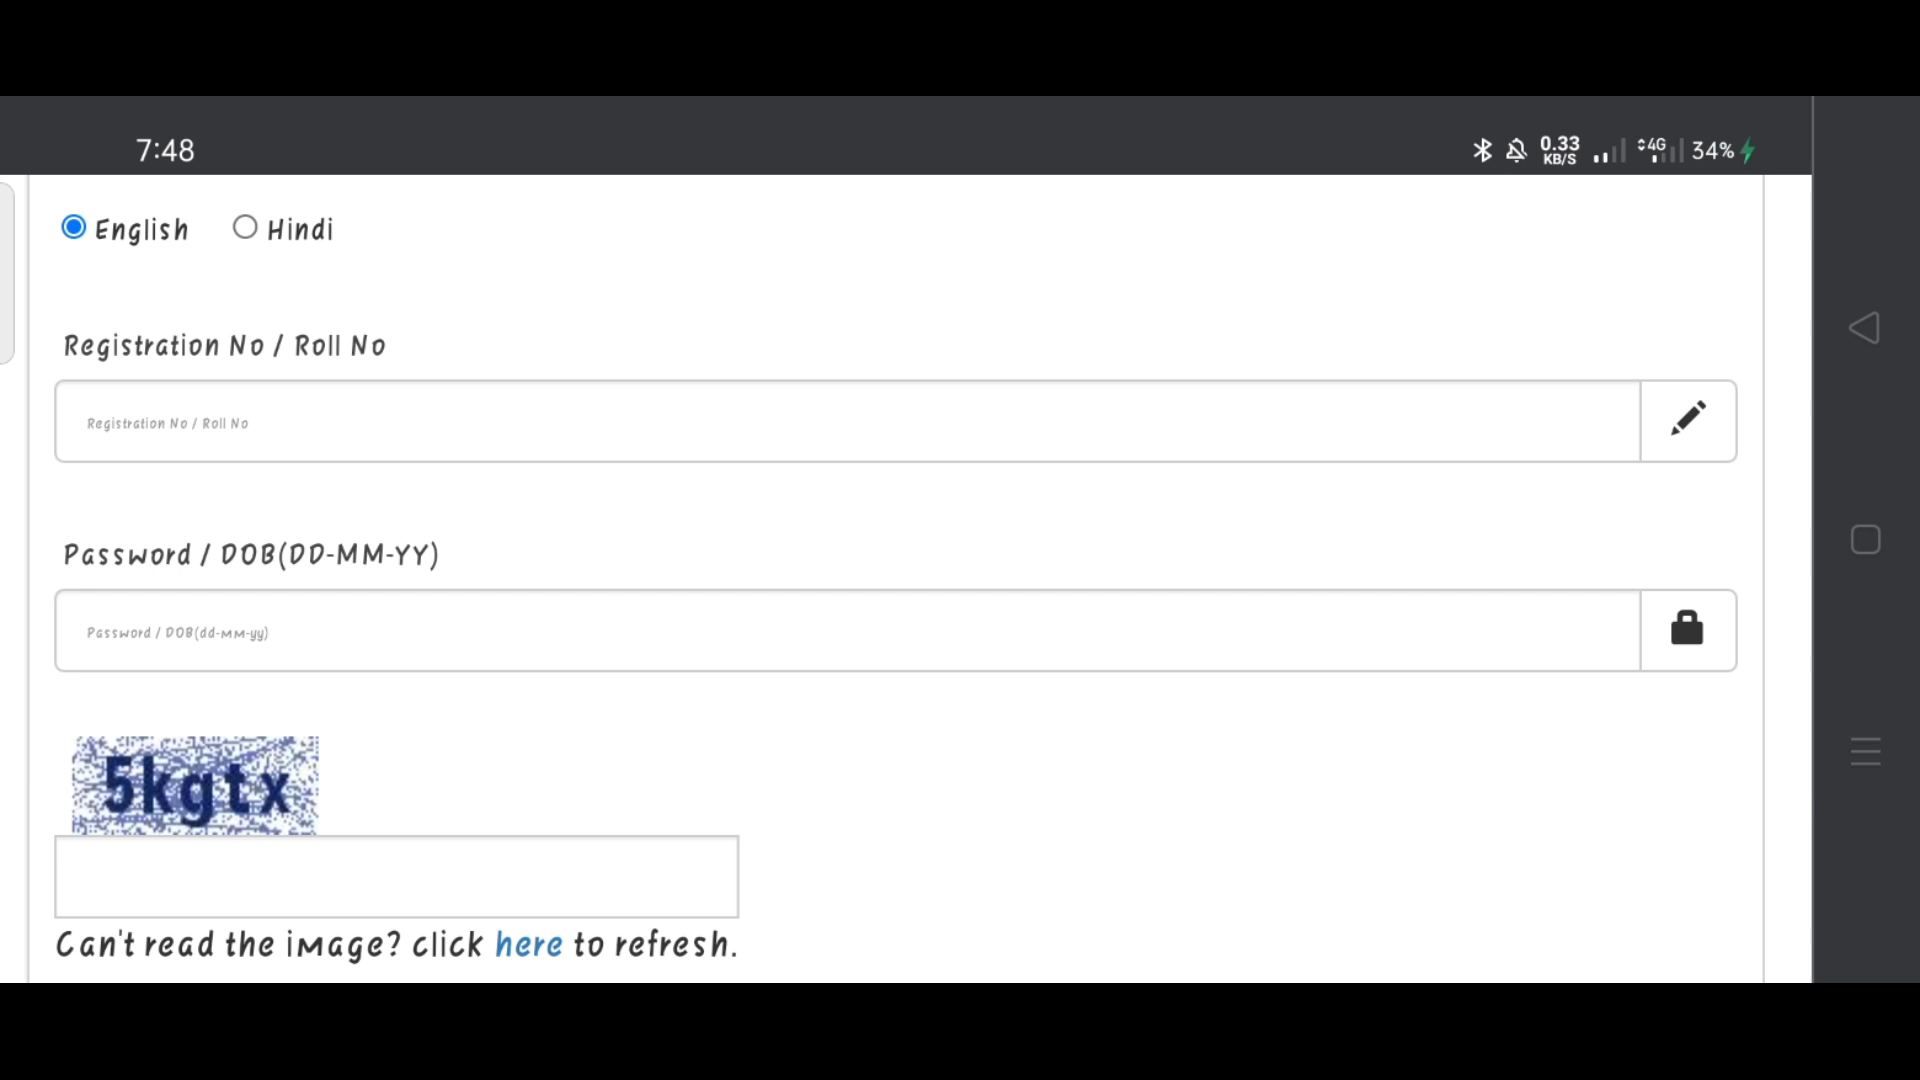 7:48
0.33 KB/S 4G 34%
English Hindi
Registration No / Roll No
Registration No / Roll No
Password / DOB(DD-MM-YY)
Password / DOB(dd-MM-yy)
5kgtx
Can't read the image? click here to refresh.